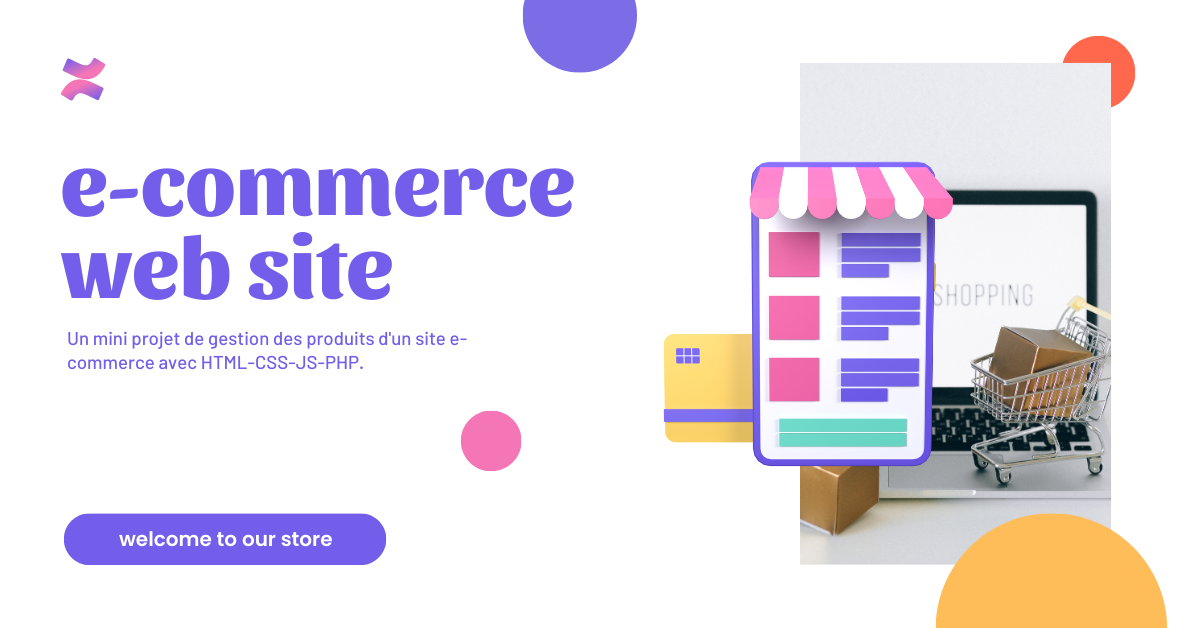 e-commerce
web site
Un mini projet de gestion des produits d'un site e-
commerce avec HTML-CSS-JS-PHP.
SHOPPING
welcome to our store